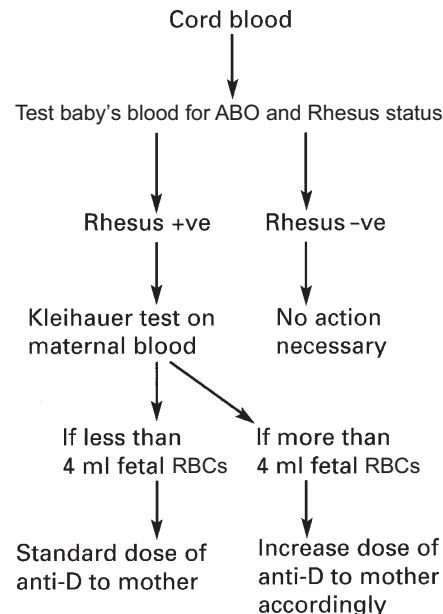 Cord blood
Test baby's blood for ABO and Rhesus status
Rhesus +ve
Rhesus –ve
Kleihauer test on
maternal blood
No action
necessary
If less than
4 ml fetal RBCs
If more than
4 ml fetal RBCs
Standard dose of
anti-D to mother
Increase dose of
anti-D to mother
accordingly